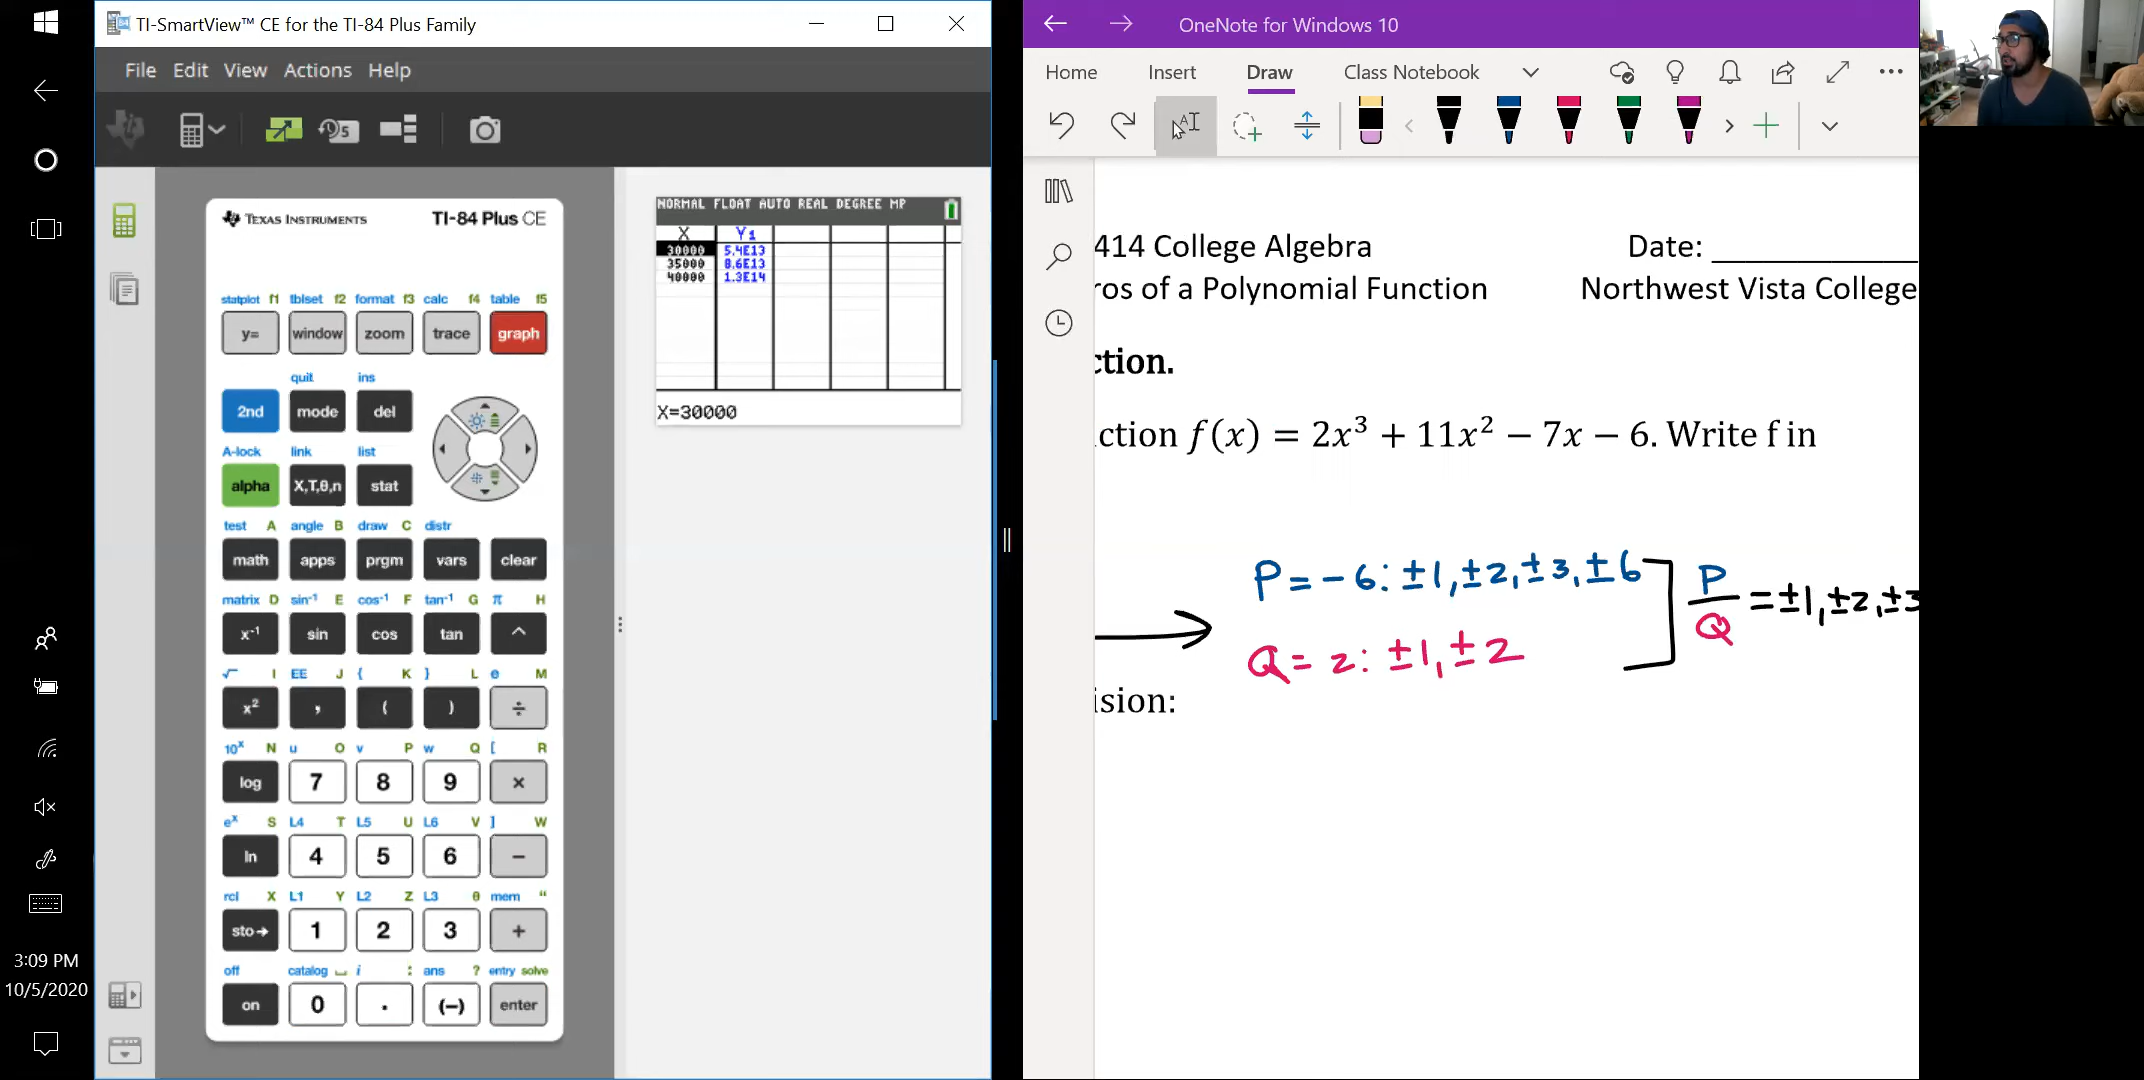 TI-SmartView™ CE for the TI-84 Plus Family
File Edit View Actions Help
TEXAS INSTRUMENTS TI-84 Plus CE
statplot f1 tblset f2 format f3 calc f4 table f5
y= window zoom trace graph
quit ins
2nd mode del
A-lock link list
alpha X,T,θ,n stat
test A angle B draw C distr
math apps prgm vars clear
matrix D sin⁻¹ E cos⁻¹ F tan⁻¹ G π H
x⁻¹ sin cos tan ^
√ I EE J { K } L e M
x² , ( ) ÷
10ˣ N u O v P w Q [ R
log 7 8 9 ×
eˣ S L4 T L5 U L6 V ] W
ln 4 5 6 −
rcl X L1 Y L2 Z L3 θ mem "
sto→ 1 2 3 +
off catalog ⎵ i : ans ? entry solve
on 0 . (−) enter
NORMAL FLOAT AUTO REAL DEGREE MP
X Y1
30000 5.4E13
35000 8.6E13
40000 1.3E14
X=30000
OneNote for Windows 10
Home Insert Draw Class Notebook
414 College Algebra Date: ____________
ros of a Polynomial Function Northwest Vista College
ction.
ction f(x) = 2x³ + 11x² − 7x − 6. Write f in
P = −6: ±1, ±2, ±3, ±6
Q = 2: ±1, ±2
P/Q = ±1, ±2, ±3
ision:
3:09 PM
10/5/2020